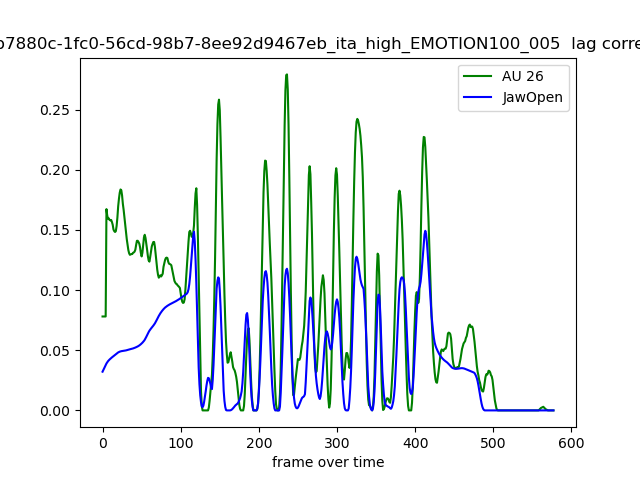 b7880c-1fc0-56cd-98b7-8ee92d9467eb_ita_high_EMOTION100_005 lag corre
AU 26
JawOpen
0.25
0.20
0.15
0.10
0.05
0.00
0 100 200 300 400 500 600
frame over time